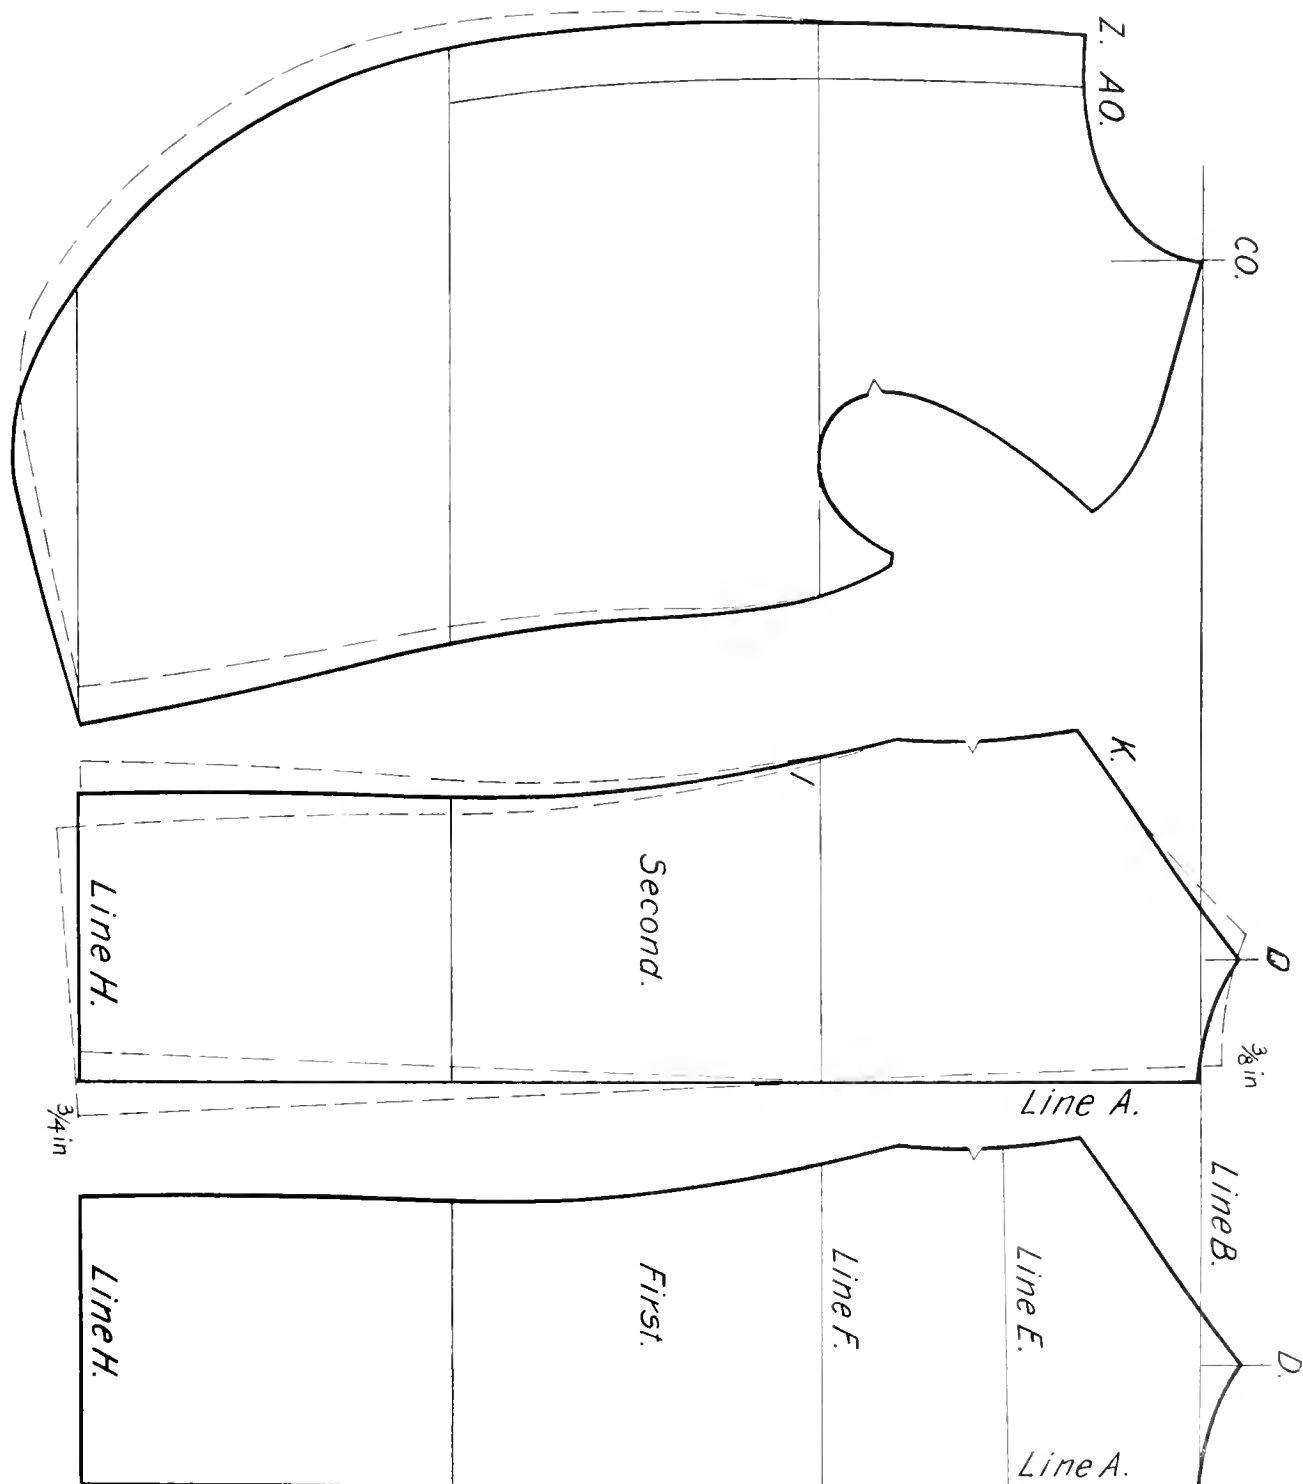 Z. AO.
CO.
K.
D
3/8 in
Second.
Line H.
3/4 in
Line A.
Line B.
D.
Line E.
Line F.
First.
Line H.
Line A.